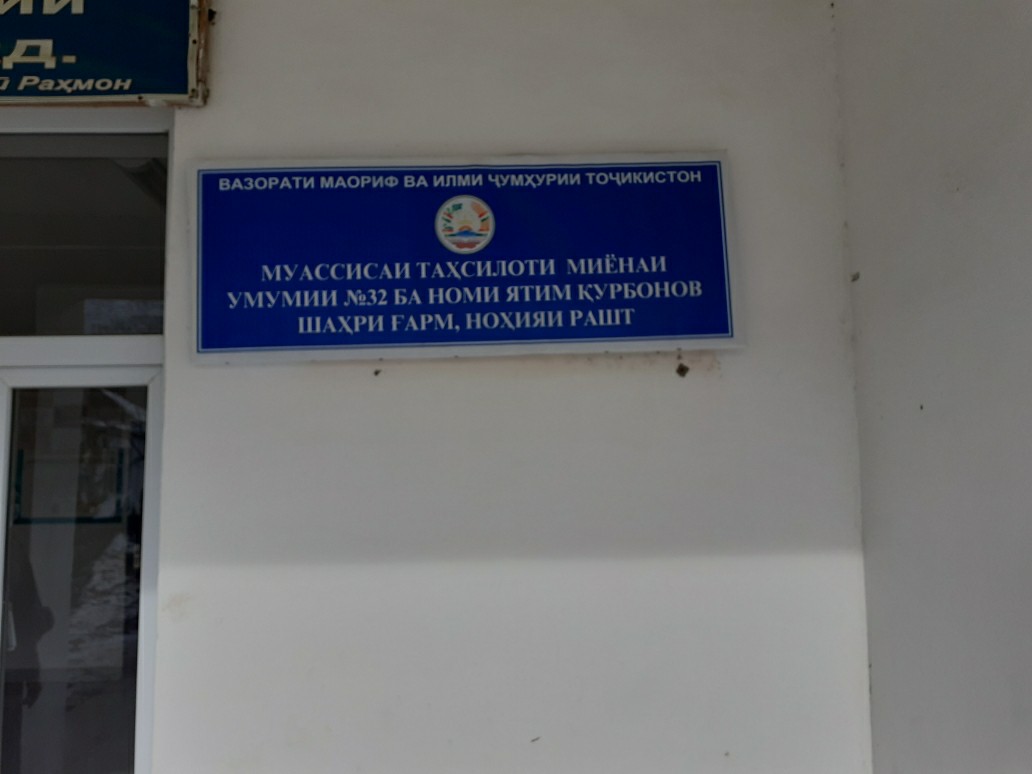 ӣ Раҳмон
ВАЗОРАТИ МАОРИФ ВА ИЛМИ ҶУМҲУРИИ ТОҶИКИСТОН
МУАССИСАИ ТАҲСИЛОТИ МИЁНАИ
УМУМИИ №32 БА НОМИ ЯТИМ ҚУРБОНОВ
ШАҲРИ ҒАРМ, НОҲИЯИ РАШТ